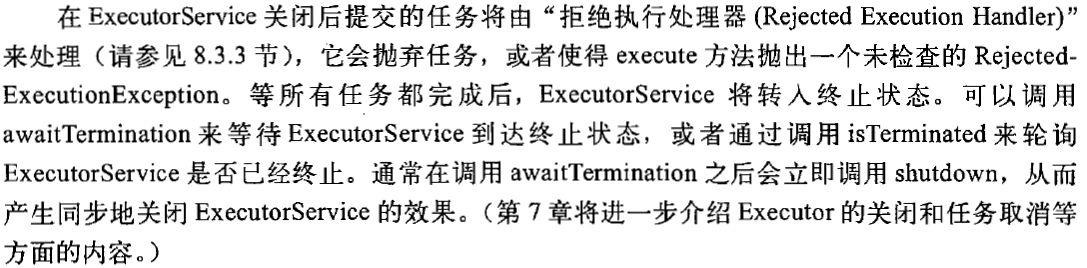 在 ExecutorService 关闭后提交的任务将由“拒绝执行处理器 (Rejected Execution Handler)”
来处理（请参见 8.3.3 节），它会抛弃任务，或者使得 execute 方法抛出一个未检查的 Rejected-
ExecutionException。等所有任务都完成后，ExecutorService 将转入终止状态。可以调用
awaitTermination 来等待 ExecutorService 到达终止状态，或者通过调用 isTerminated 来轮询
ExecutorService 是否已经终止。通常在调用 awaitTermination 之后会立即调用 shutdown，从而
产生同步地关闭 ExecutorService 的效果。（第 7 章将进一步介绍 Executor 的关闭和任务取消等
方面的内容。）